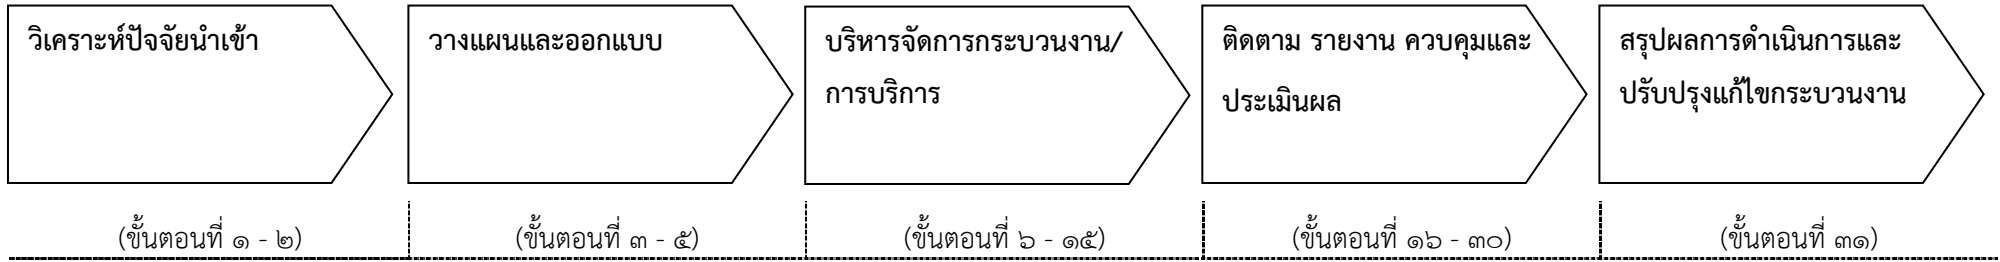 วิเคราะห์ปัจจัยนำเข้า
วางแผนและออกแบบ
บริหารจัดการกระบวนงาน/
การบริการ
ติดตาม รายงาน ควบคุมและ
ประเมินผล
สรุปผลการดำเนินการและ
ปรับปรุงแก้ไขกระบวนงาน
(ขั้นตอนที่ ๑ - ๒)
(ขั้นตอนที่ ๓ - ๕)
(ขั้นตอนที่ ๖ - ๑๕)
(ขั้นตอนที่ ๑๖ - ๓๐)
(ขั้นตอนที่ ๓๑)